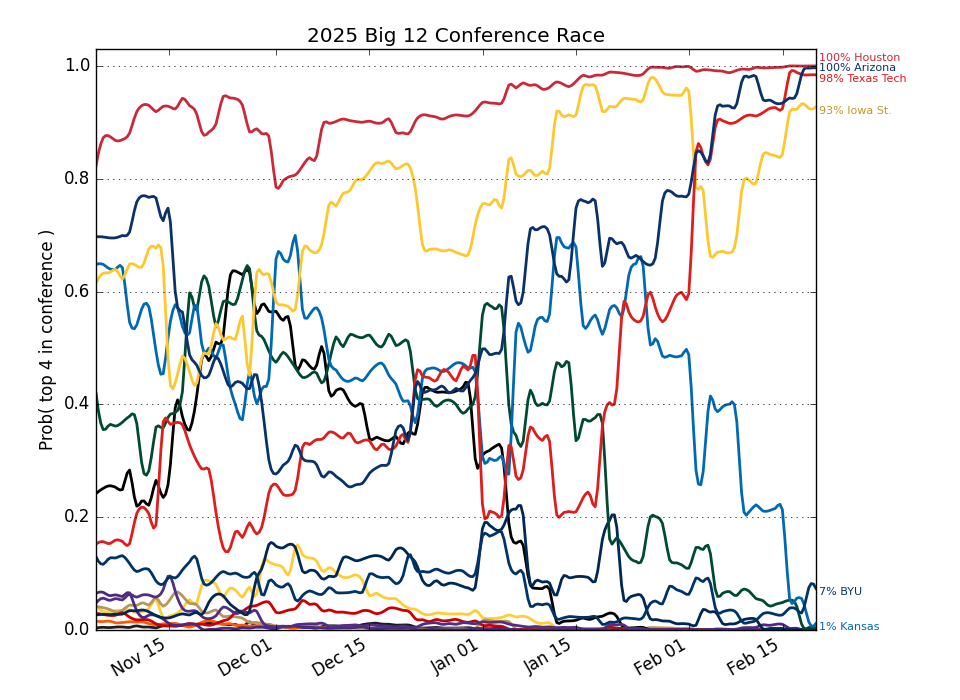 2025 Big 12 Conference Race
Prob( top 4 in conference )
1.0
0.8
0.6
0.4
0.2
0.0
Nov 15
Dec 01
Dec 15
Jan 01
Jan 15
Feb 01
Feb 15
100% Houston
100% Arizona
98% Texas Tech
93% Iowa St.
7% BYU
1% Kansas